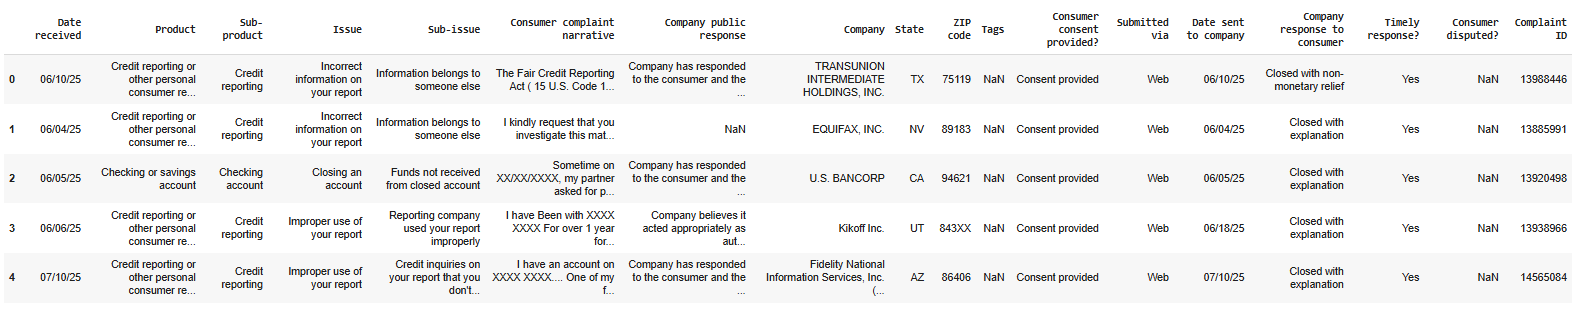 Date received Product Sub-product Issue Sub-issue Consumer complaint narrative Company public response Company State ZIP code Tags Consumer consent provided? Submitted via Date sent to company Company response to consumer Timely response? Consumer disputed? Complaint ID
0 06/10/25 Credit reporting or other personal consumer re... Credit reporting Incorrect information on your report Information belongs to someone else The Fair Credit Reporting Act ( 15 U.S. Code 1... Company has responded to the consumer and the ... TRANSUNION INTERMEDIATE HOLDINGS, INC. TX 75119 NaN Consent provided Web 06/10/25 Closed with non-monetary relief Yes NaN 13988446
1 06/04/25 Credit reporting or other personal consumer re... Credit reporting Incorrect information on your report Information belongs to someone else I kindly request that you investigate this mat... NaN EQUIFAX, INC. NV 89183 NaN Consent provided Web 06/04/25 Closed with explanation Yes NaN 13885991
2 06/05/25 Checking or savings account Checking account Closing an account Funds not received from closed account Sometime on XX/XX/XXXX, my partner asked for p... Company has responded to the consumer and the ... U.S. BANCORP CA 94621 NaN Consent provided Web 06/05/25 Closed with explanation Yes NaN 13920498
3 06/06/25 Credit reporting or other personal consumer re... Credit reporting Improper use of your report Reporting company used your report improperly I have Been with XXXX XXXX For over 1 year for... Company believes it acted appropriately as aut... Kikoff Inc. UT 843XX NaN Consent provided Web 06/18/25 Closed with explanation Yes NaN 13938966
4 07/10/25 Credit reporting or other personal consumer re... Credit reporting Improper use of your report Credit inquiries on your report that you don't... I have an account on XXXX XXXX.... One of my f... Company has responded to the consumer and the ... Fidelity National Information Services, Inc. (... AZ 86406 NaN Consent provided Web 07/10/25 Closed with explanation Yes NaN 14565084